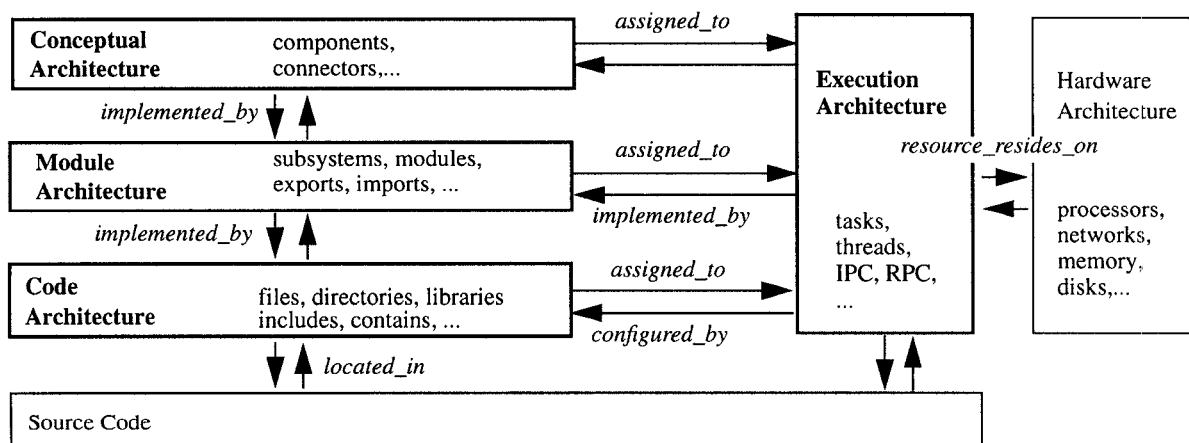 assigned_to
Conceptual
Architecture
components,
connectors,...
implemented_by
Module
Architecture
subsystems, modules,
exports, imports, ...
assigned_to
implemented_by
implemented_by
Code
Architecture
files, directories, libraries
includes, contains, ...
assigned_to
configured_by
located_in
Source Code
Execution
Architecture
tasks,
threads,
IPC, RPC,
...
resource_resides_on
Hardware
Architecture
processors,
networks,
memory,
disks,...